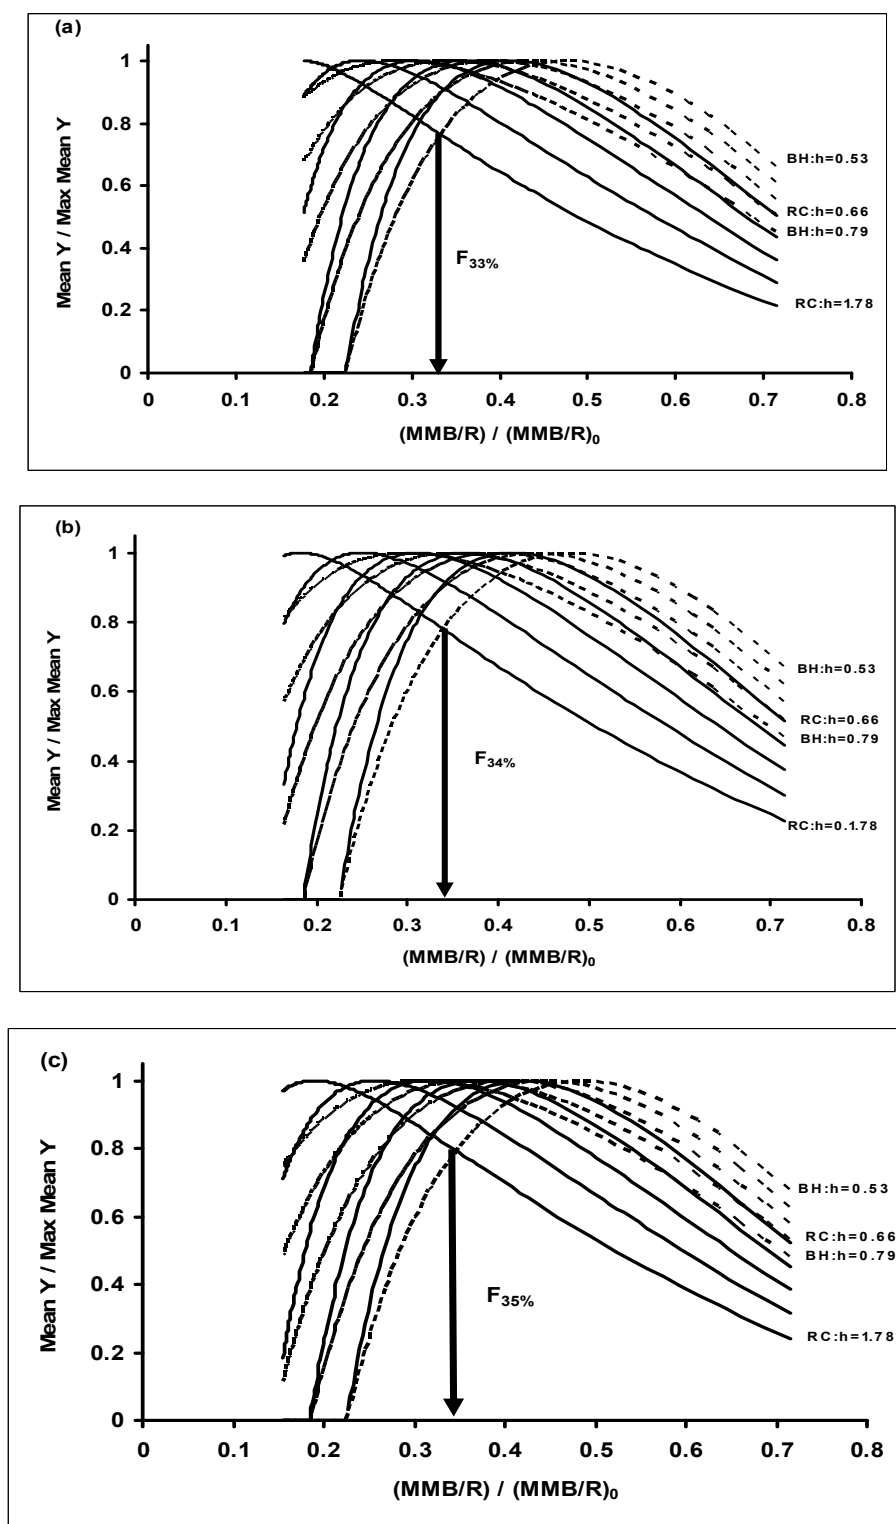 (a)
Mean Y / Max Mean Y
1
0.8
0.6
0.4
0.2
0
0
0.1
0.2
0.3
0.4
0.5
0.6
0.7
0.8
F33%
BH:h=0.53
RC:h=0.66
BH:h=0.79
RC:h=1.78
(MMB/R) / (MMB/R)0
(b)
Mean Y / Max Mean Y
1
0.8
0.6
0.4
0.2
0
0
0.1
0.2
0.3
0.4
0.5
0.6
0.7
0.8
F34%
BH:h=0.53
RC:h=0.66
BH:h=0.79
RC:h=0.1.78
(MMB/R) / (MMB/R)0
(c)
Mean Y / Max Mean Y
1
0.8
0.6
0.4
0.2
0
0
0.1
0.2
0.3
0.4
0.5
0.6
0.7
0.8
F35%
BH:h=0.53
RC:h=0.66
BH:h=0.79
RC:h=1.78
(MMB/R) / (MMB/R)0